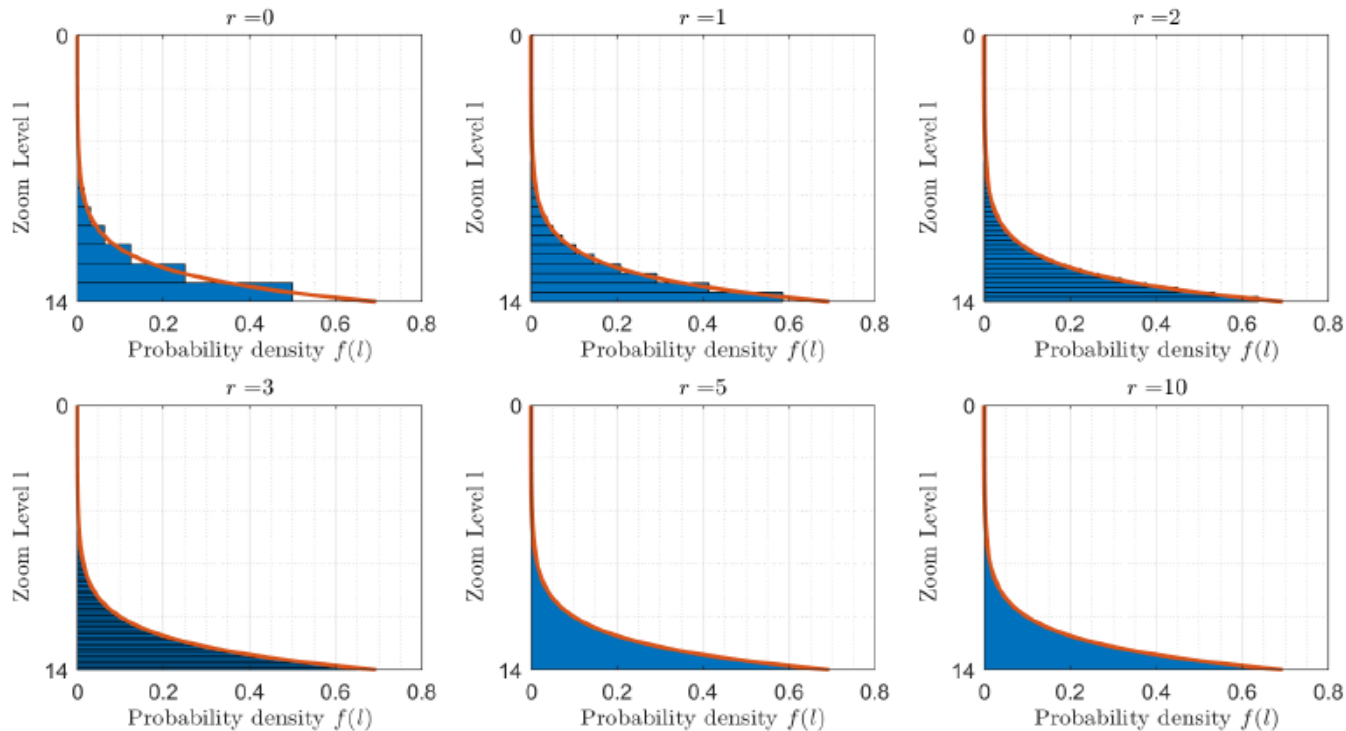 r =0
r =1
r =2
0
0
0
Zoom Level l
Zoom Level l
Zoom Level l
14
14
14
0 0.2 0.4 0.6 0.8
0 0.2 0.4 0.6 0.8
0 0.2 0.4 0.6 0.8
Probability density f(l)
Probability density f(l)
Probability density f(l)
r =3
r =5
r =10
0
0
0
Zoom Level l
Zoom Level l
Zoom Level l
14
14
14
0 0.2 0.4 0.6 0.8
0 0.2 0.4 0.6 0.8
0 0.2 0.4 0.6 0.8
Probability density f(l)
Probability density f(l)
Probability density f(l)